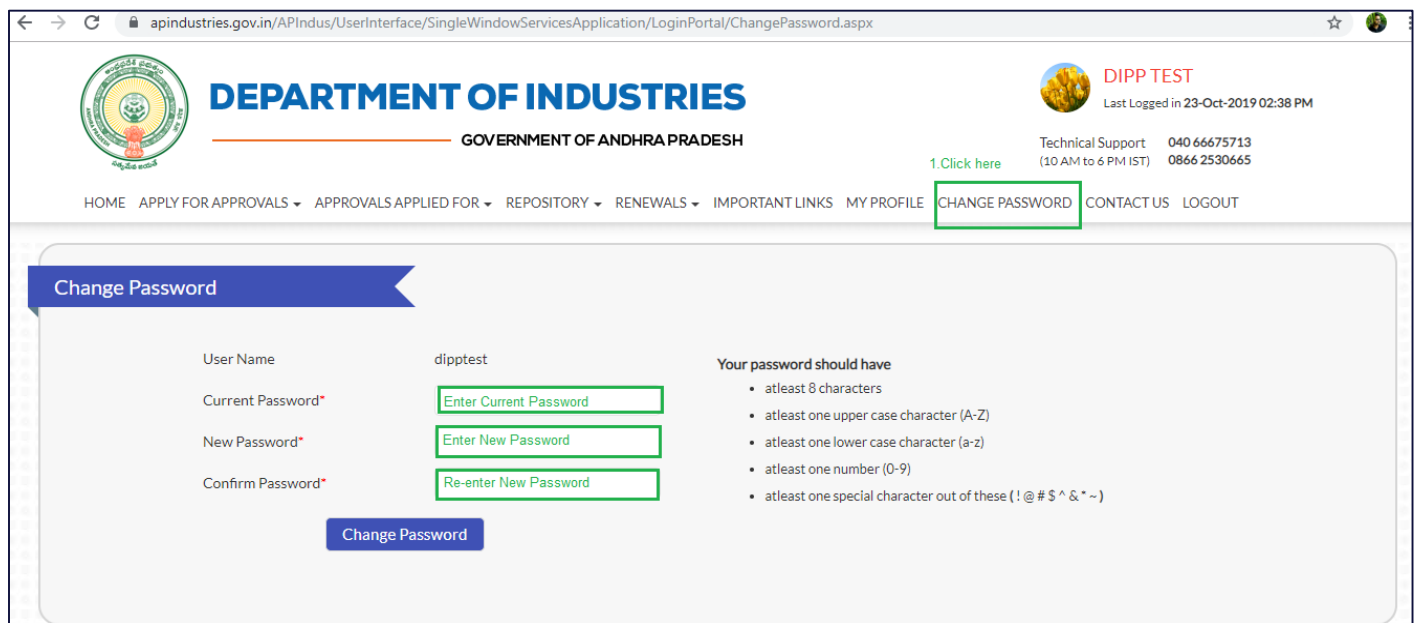 apindustries.gov.in/APIndus/UserInterface/SingleWindowServicesApplication/LoginPortal/ChangePassword.aspx
DEPARTMENT OF INDUSTRIES
GOVERNMENT OF ANDHRA PRADESH
DIPP TEST
Last Logged in 23-Oct-2019 02:38 PM
Technical Support 040 66675713
(10 AM to 6 PM IST) 0866 2530665
1.Click here
HOME APPLY FOR APPROVALS APPROVALS APPLIED FOR REPOSITORY RENEWALS IMPORTANT LINKS MY PROFILE CHANGE PASSWORD CONTACT US LOGOUT
Change Password
User Name dipptest
Current Password* Enter Current Password
New Password* Enter New Password
Confirm Password* Re-enter New Password
Change Password
Your password should have
• atleast 8 characters
• atleast one upper case character (A-Z)
• atleast one lower case character (a-z)
• atleast one number (0-9)
• atleast one special character out of these ( ! @ # $ ^ & * ~ )